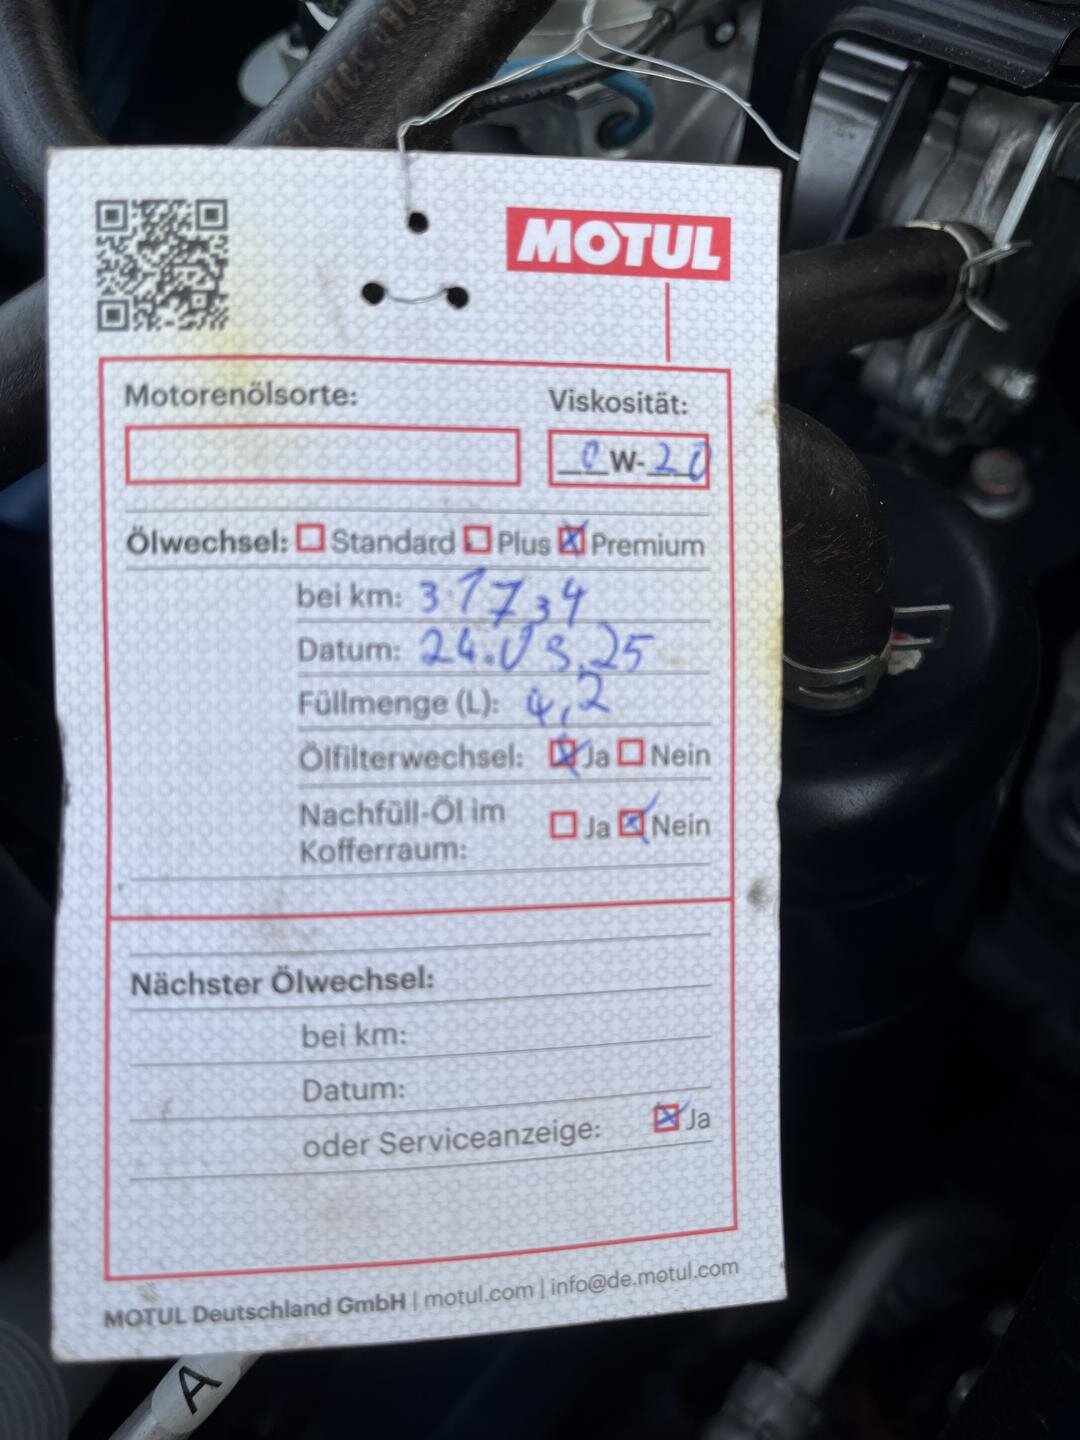 MOTUL
Motorenölsorte: Viskosität:
0W-20
Ölwechsel: Standard Plus Premium
bei km: 31734
Datum: 24.03.25
Füllmenge (L): 4,2
Ölfilterwechsel: Ja Nein
Nachfüll-Öl im
Kofferraum: Ja Nein
Nächster Ölwechsel:
bei km:
Datum:
oder Serviceanzeige: Ja
MOTUL Deutschland GmbH | motul.com | info@de.motul.com
A